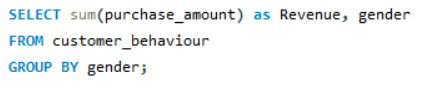 SELECT sum(purchase_amount) as Revenue, gender
FROM customer_behaviour
GROUP BY gender;